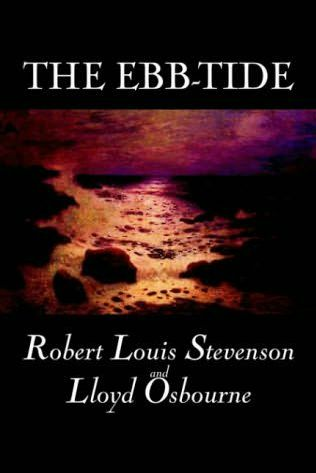 THE EBB-TIDE
Robert Louis Stevenson
and
Lloyd Osbourne